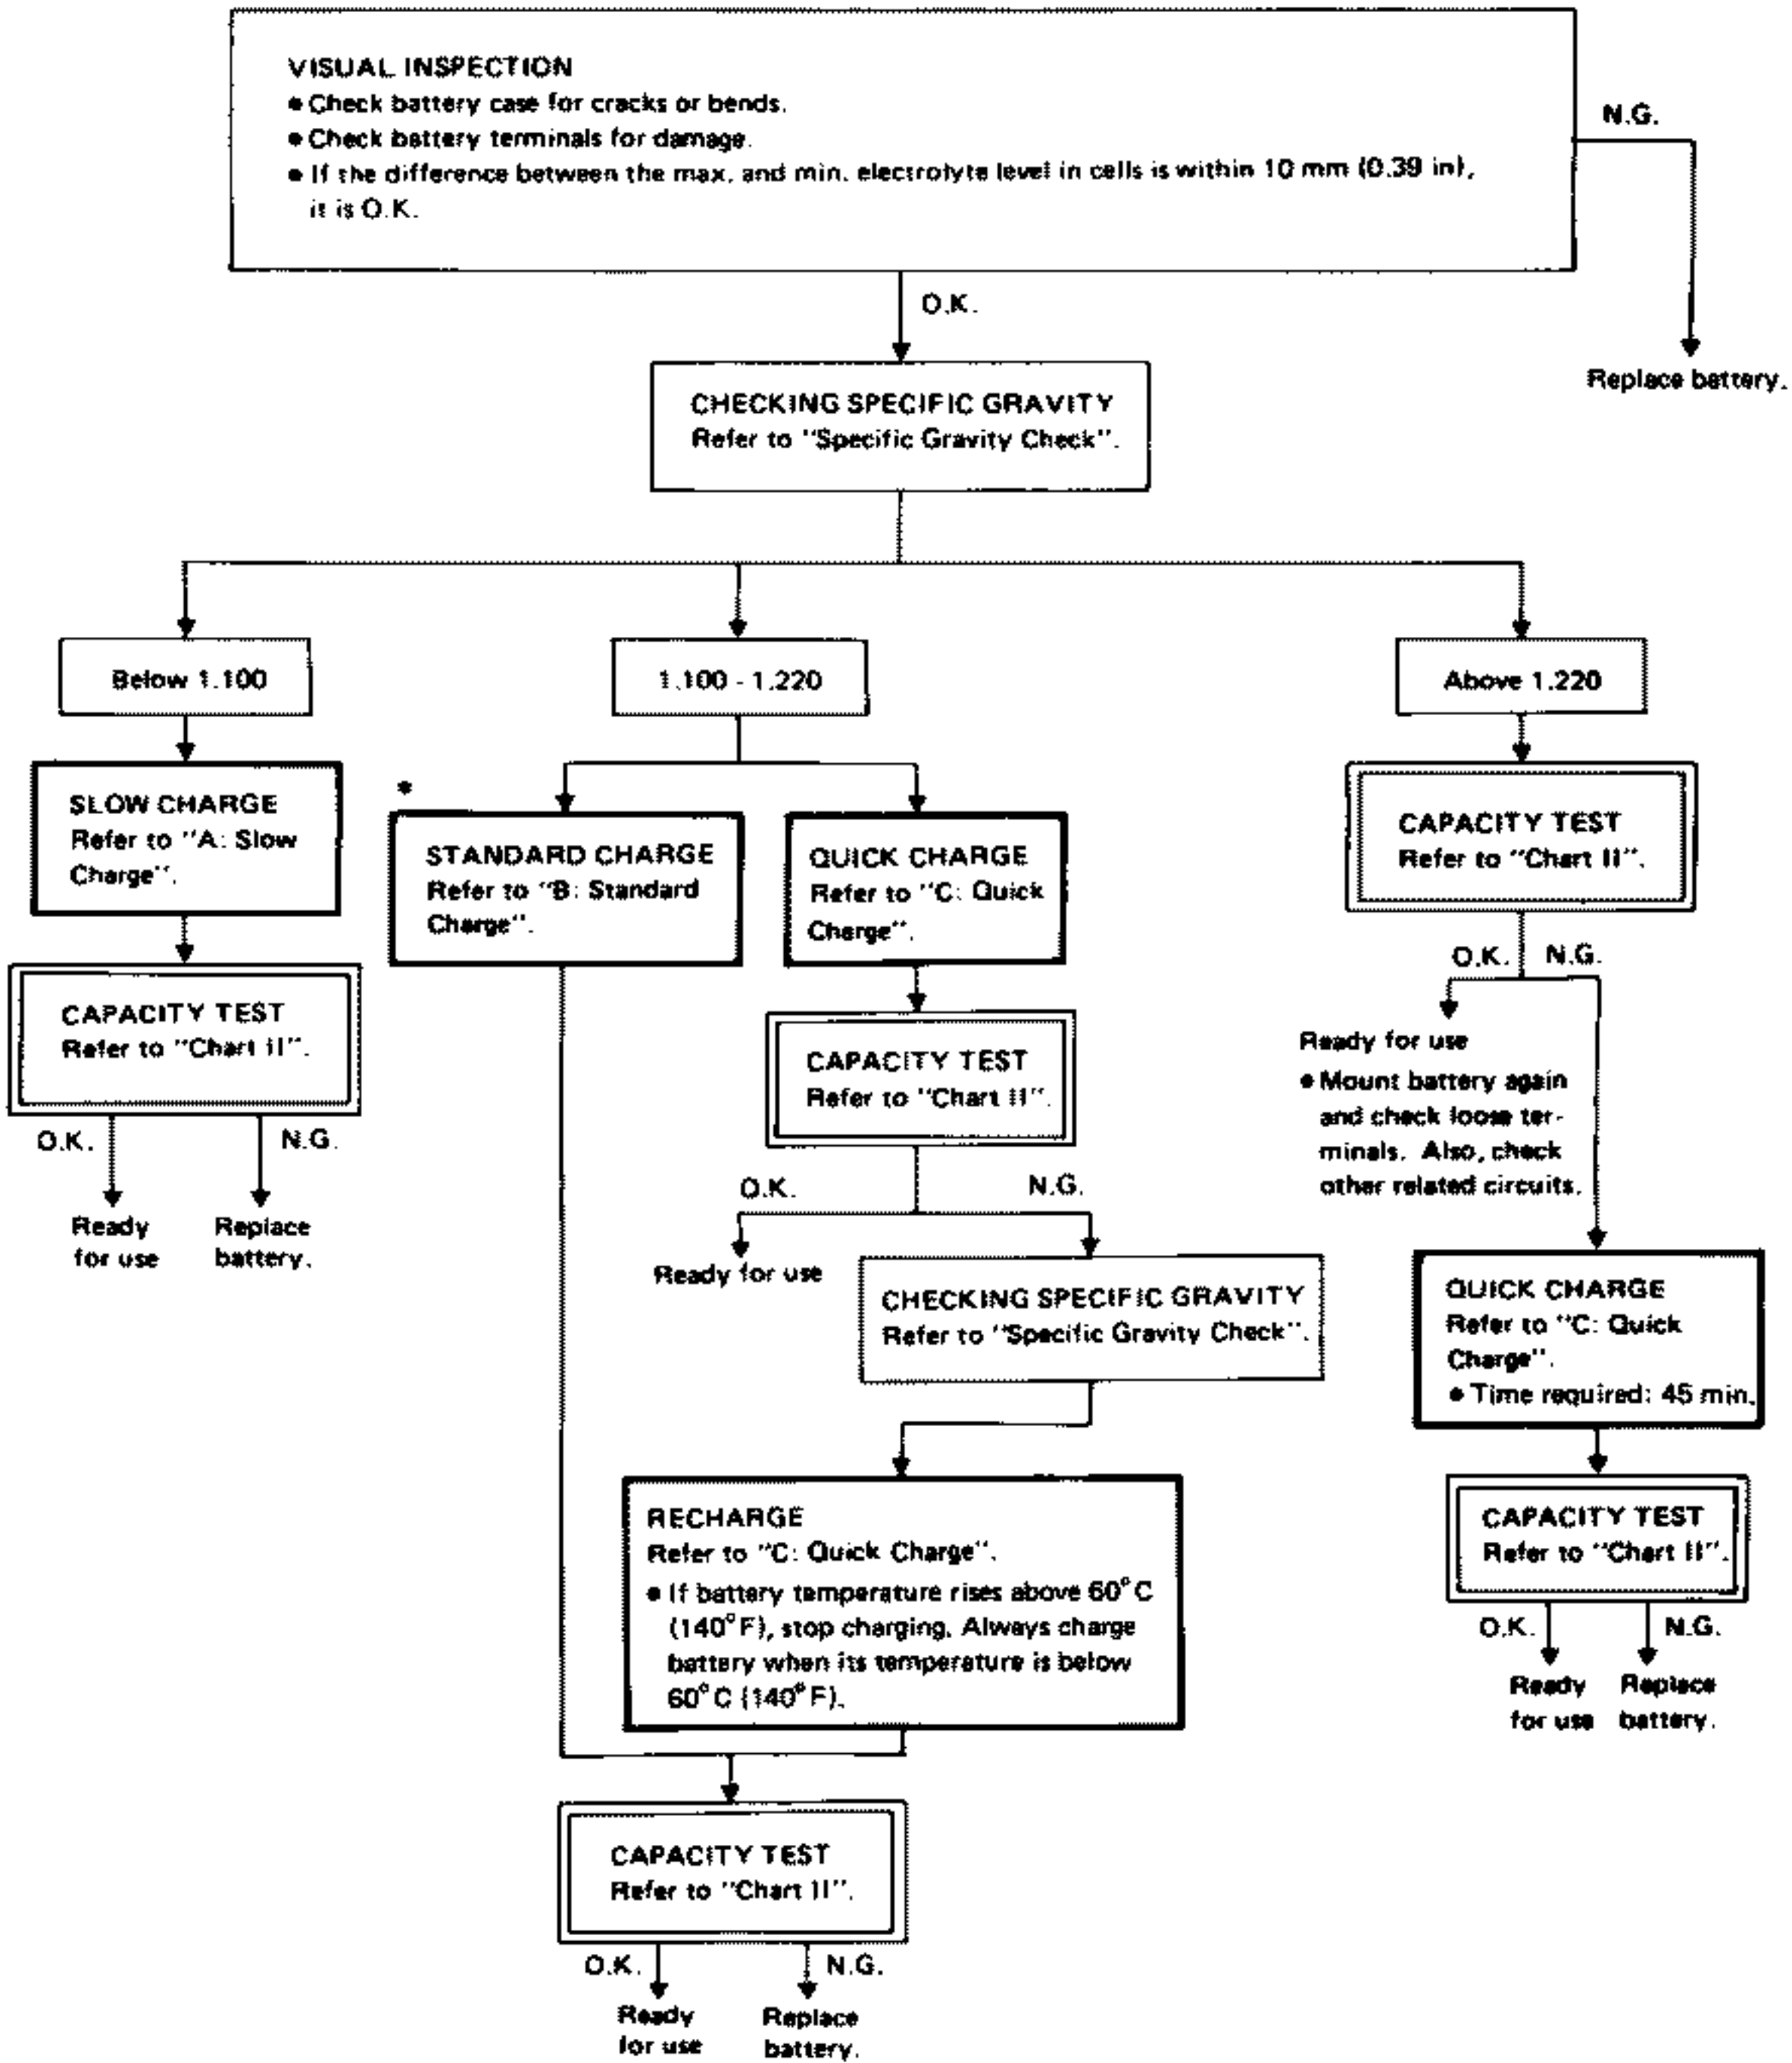 VISUAL INSPECTION
● Check battery case for cracks or bends.
● Check battery terminals for damage.
● If the difference between the max. and min. electrolyte level in cells is within 10 mm (0.39 in),
it is O.K.
N.G.
Replace battery.
O.K.
CHECKING SPECIFIC GRAVITY
Refer to "Specific Gravity Check".
Below 1.100
1.100 - 1.220
Above 1.220
SLOW CHARGE
Refer to "A: Slow
Charge".
CAPACITY TEST
Refer to "Chart II".
O.K.
N.G.
Ready
for use
Replace
battery.
*
STANDARD CHARGE
Refer to "B: Standard
Charge".
QUICK CHARGE
Refer to "C: Quick
Charge".
CAPACITY TEST
Refer to "Chart II".
O.K.
N.G.
Ready for use
CHECKING SPECIFIC GRAVITY
Refer to "Specific Gravity Check".
RECHARGE
Refer to "C: Quick Charge".
● If battery temperature rises above 60°C
(140°F), stop charging. Always charge
battery when its temperature is below
60°C (140°F).
CAPACITY TEST
Refer to "Chart II".
O.K.
N.G.
Ready
for use
Replace
battery.
CAPACITY TEST
Refer to "Chart II".
O.K.
N.G.
Ready for use
● Mount battery again
and check loose ter-
minals. Also, check
other related circuits.
QUICK CHARGE
Refer to "C: Quick
Charge".
● Time required: 45 min.
CAPACITY TEST
Refer to "Chart II".
O.K.
N.G.
Ready
for use
Replace
battery.